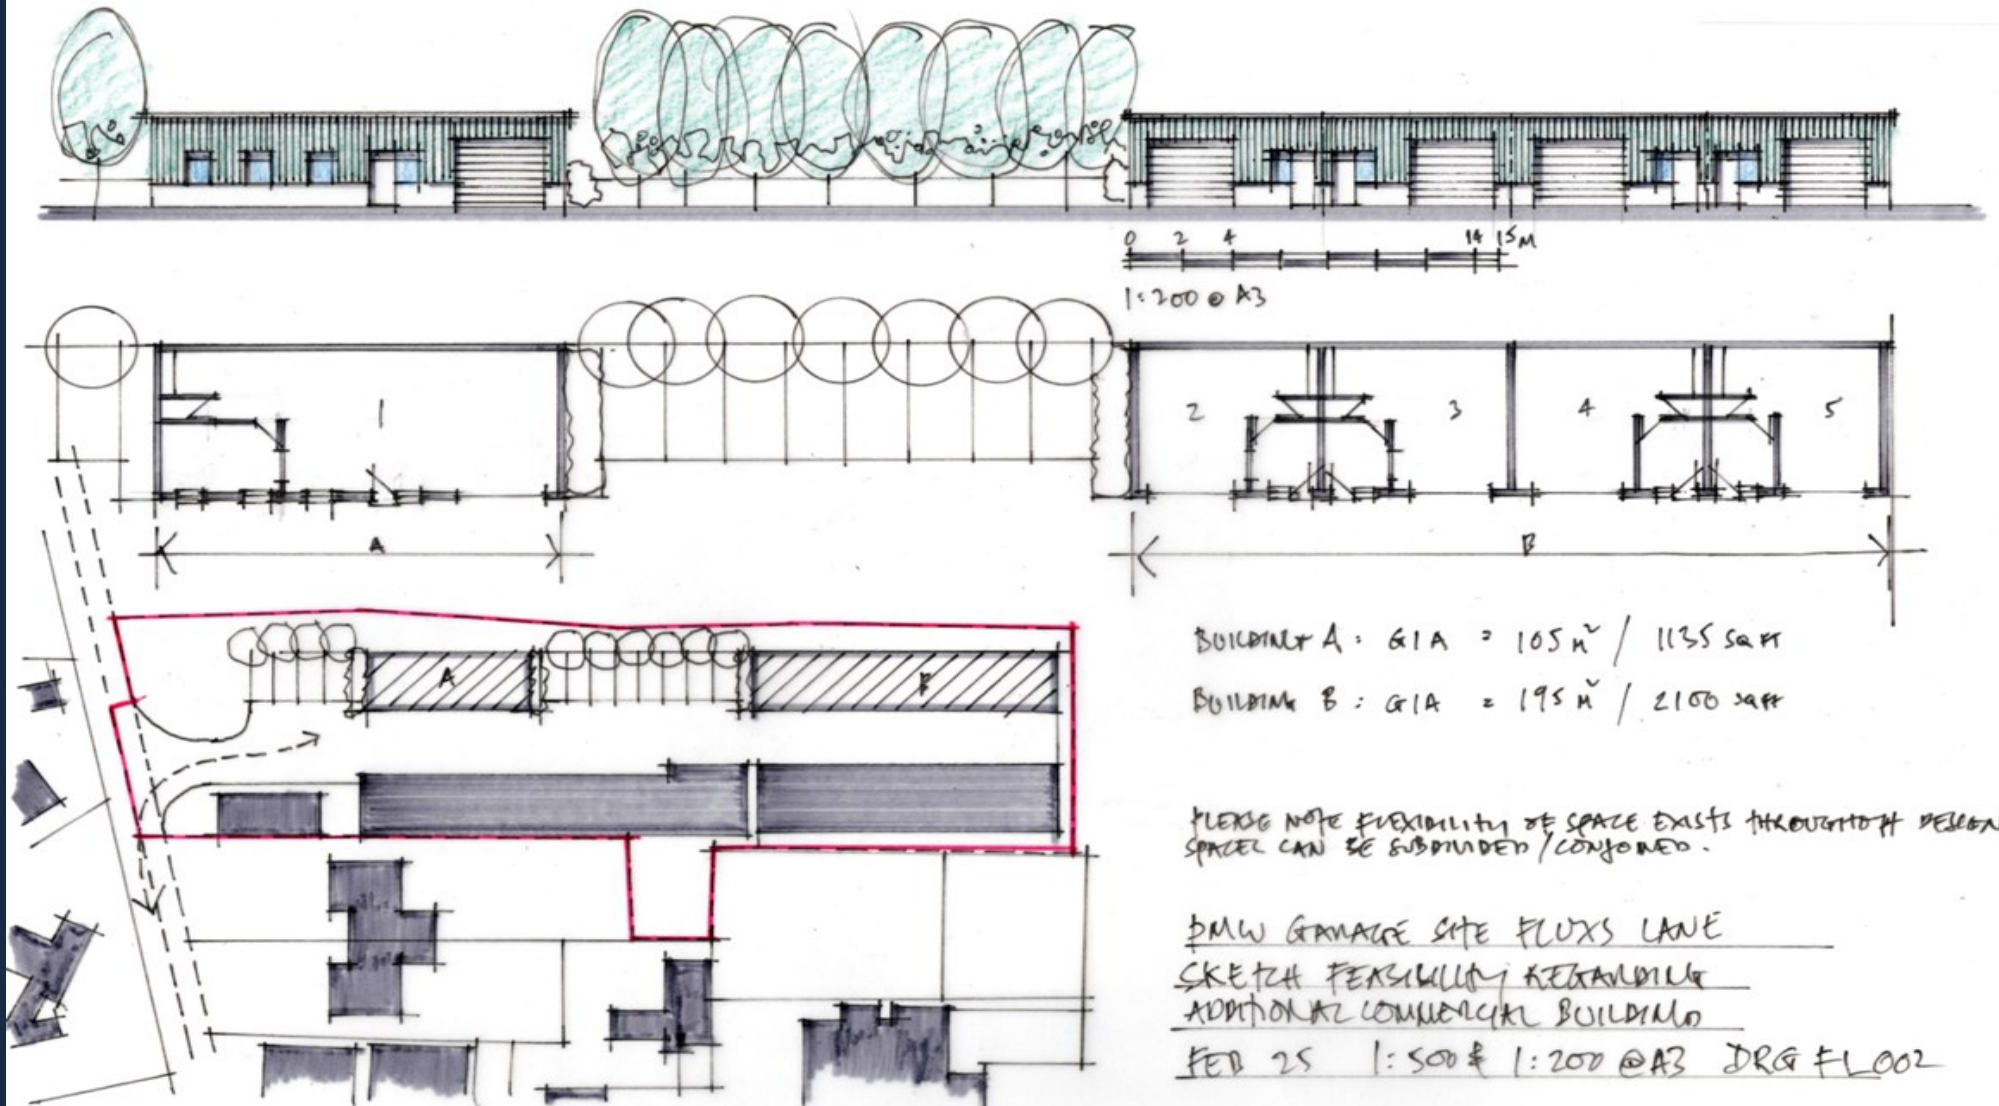 0 2 4 14 15M
1:200 @ A3
1 2 3 4 5
A B
A B
BUILDING A: GIA = 105 m² / 1135 SQ FT
BUILDING B: GIA = 195 m² / 2100 SQ FT
PLEASE NOTE FLEXIBILITY OF SPACE EXISTS THROUGHOUT DESIGN
SPACES CAN BE SUBDIVIDED / CONJOINED.
BMW GARAGE SITE FLUXS LANE
SKETCH FEASIBILITY REGARDING
ADDITIONAL COMMERCIAL BUILDING
FEB 25 1:500 & 1:200 @A3 DRG FL 002